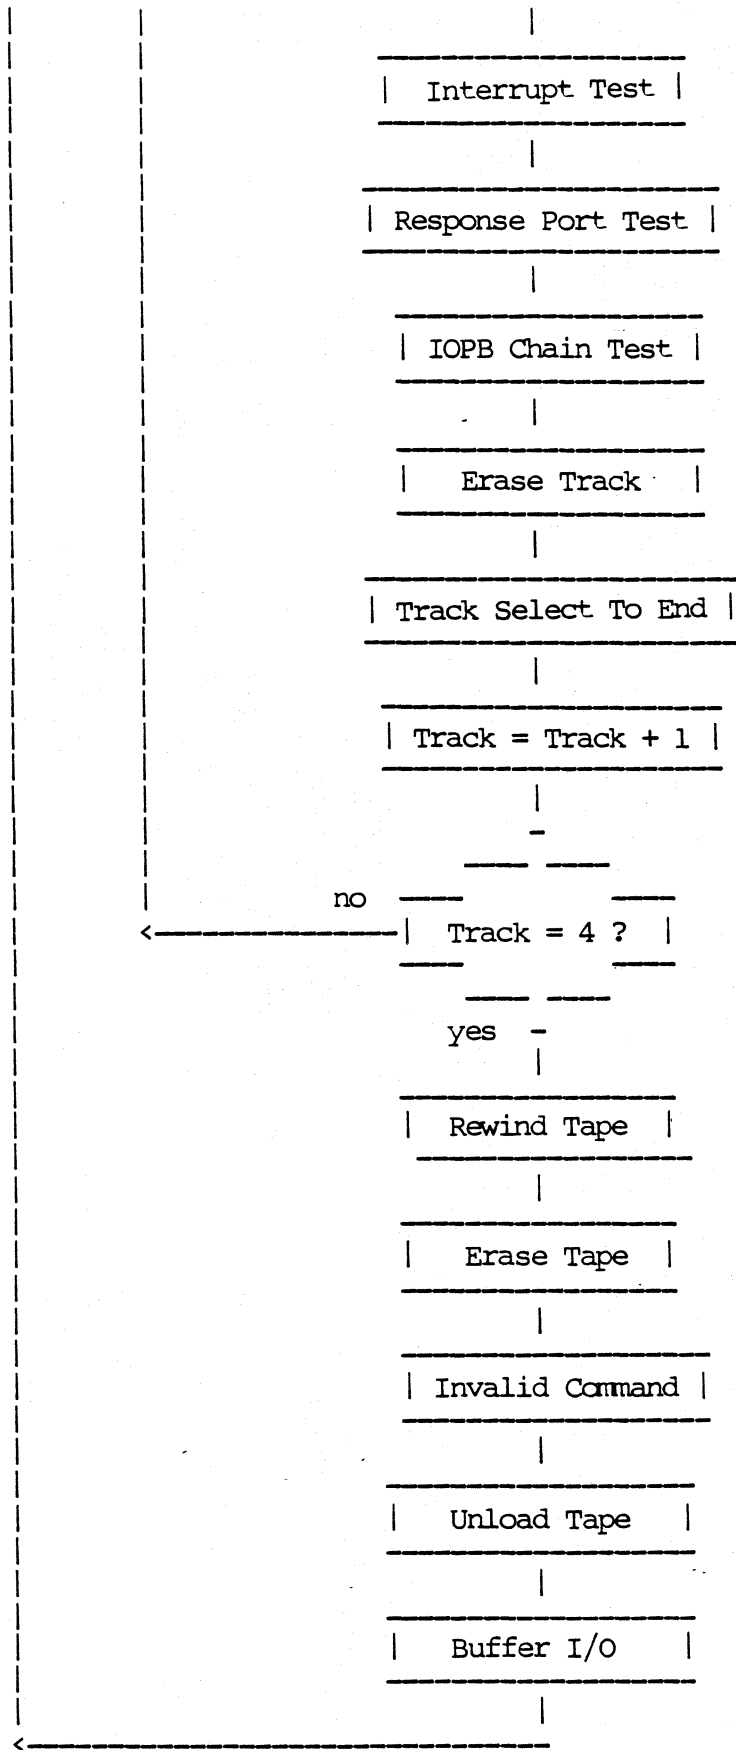 Interrupt Test
Response Port Test
IOPB Chain Test
Erase Track
Track Select To End
Track = Track + 1
no
Track = 4 ?
yes
Rewind Tape
Erase Tape
Invalid Command
Unload Tape
Buffer I/O